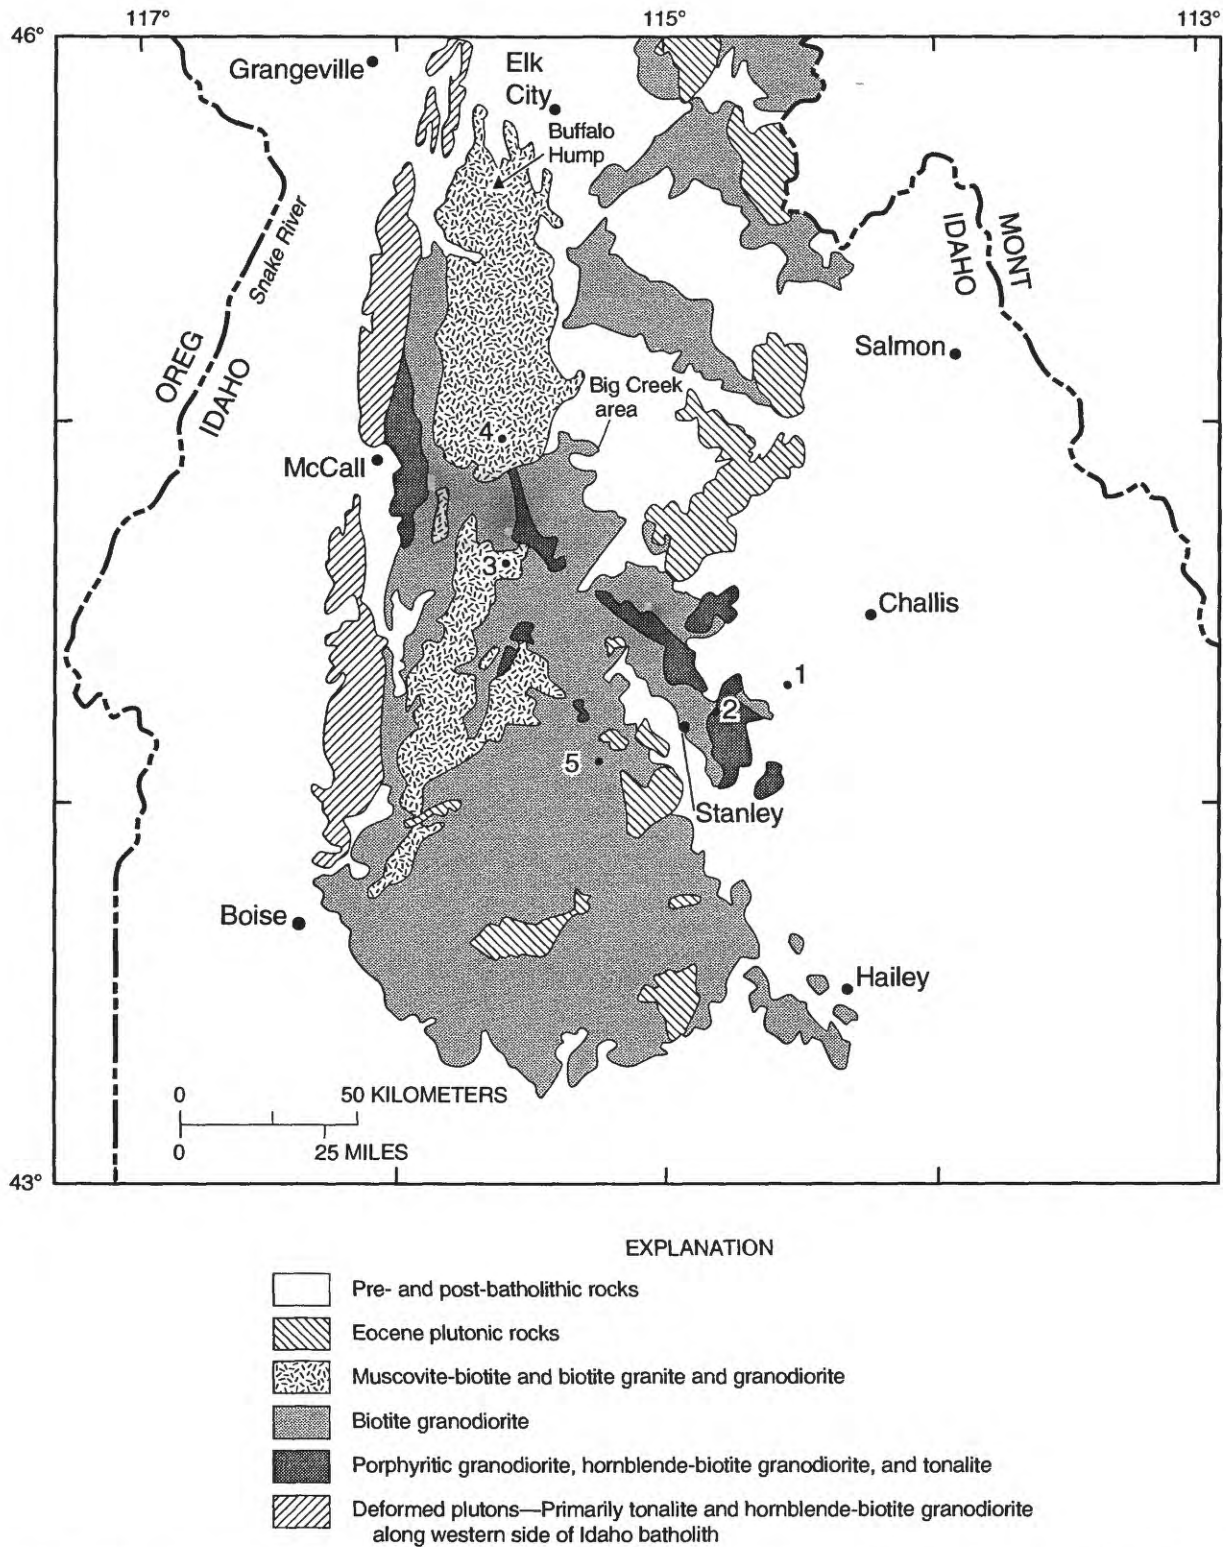 117°
115°
113°
46°
Grangeville
Elk
City
Buffalo
Hump
Snake River
OREG
IDAHO
MONT
IDAHO
Salmon
Big Creek
area
4
McCall
3
Challis
1
2
5
Stanley
Boise
Hailey
0
50 KILOMETERS
0
25 MILES
43°
EXPLANATION
Pre- and post-batholithic rocks
Eocene plutonic rocks
Muscovite-biotite and biotite granite and granodiorite
Biotite granodiorite
Porphyritic granodiorite, hornblende-biotite granodiorite, and tonalite
Deformed plutons—Primarily tonalite and hornblende-biotite granodiorite
along western side of Idaho batholith